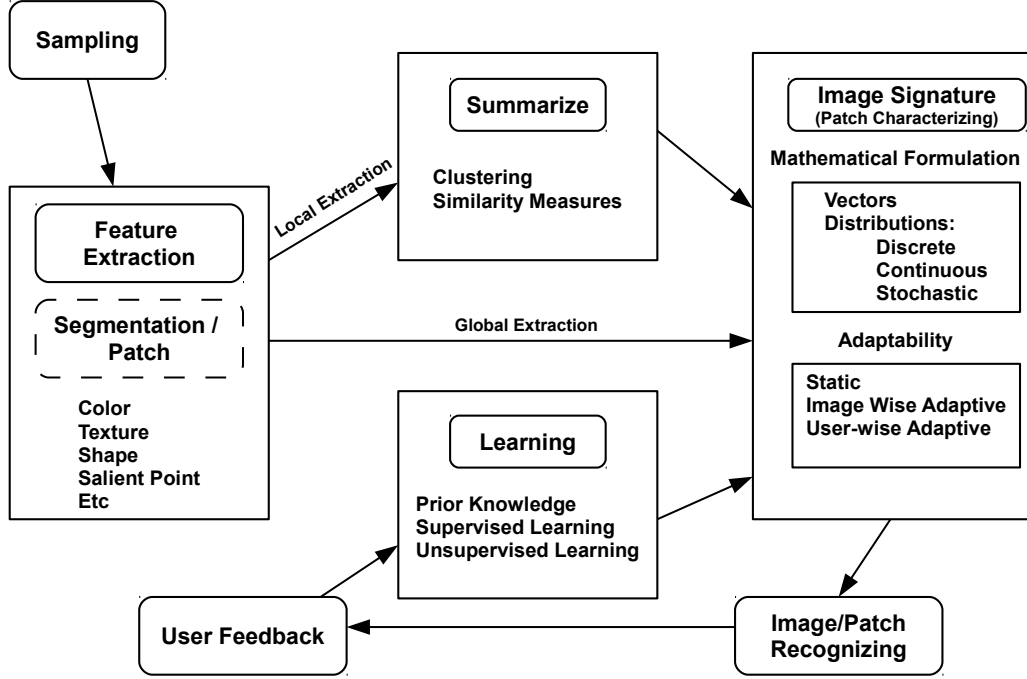 Sampling
Feature
Extraction
Segmentation /
Patch
Color
Texture
Shape
Salient Point
Etc
Local Extraction
Global Extraction
Summarize
Clustering
Similarity Measures
Learning
Prior Knowledge
Supervised Learning
Unsupervised Learning
Image Signature
(Patch Characterizing)
Mathematical Formulation
Vectors
Distributions:
Discrete
Continuous
Stochastic
Adaptability
Static
Image Wise Adaptive
User-wise Adaptive
User Feedback
Image/Patch
Recognizing